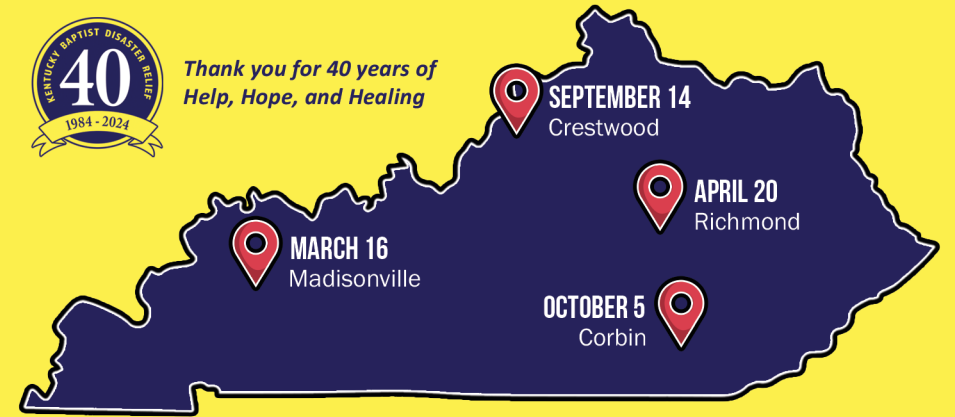 KENTUCKY BAPTIST DISASTER RELIEF
40
1984 - 2024
Thank you for 40 years of
Help, Hope, and Healing
SEPTEMBER 14
Crestwood
APRIL 20
Richmond
MARCH 16
Madisonville
OCTOBER 5
Corbin